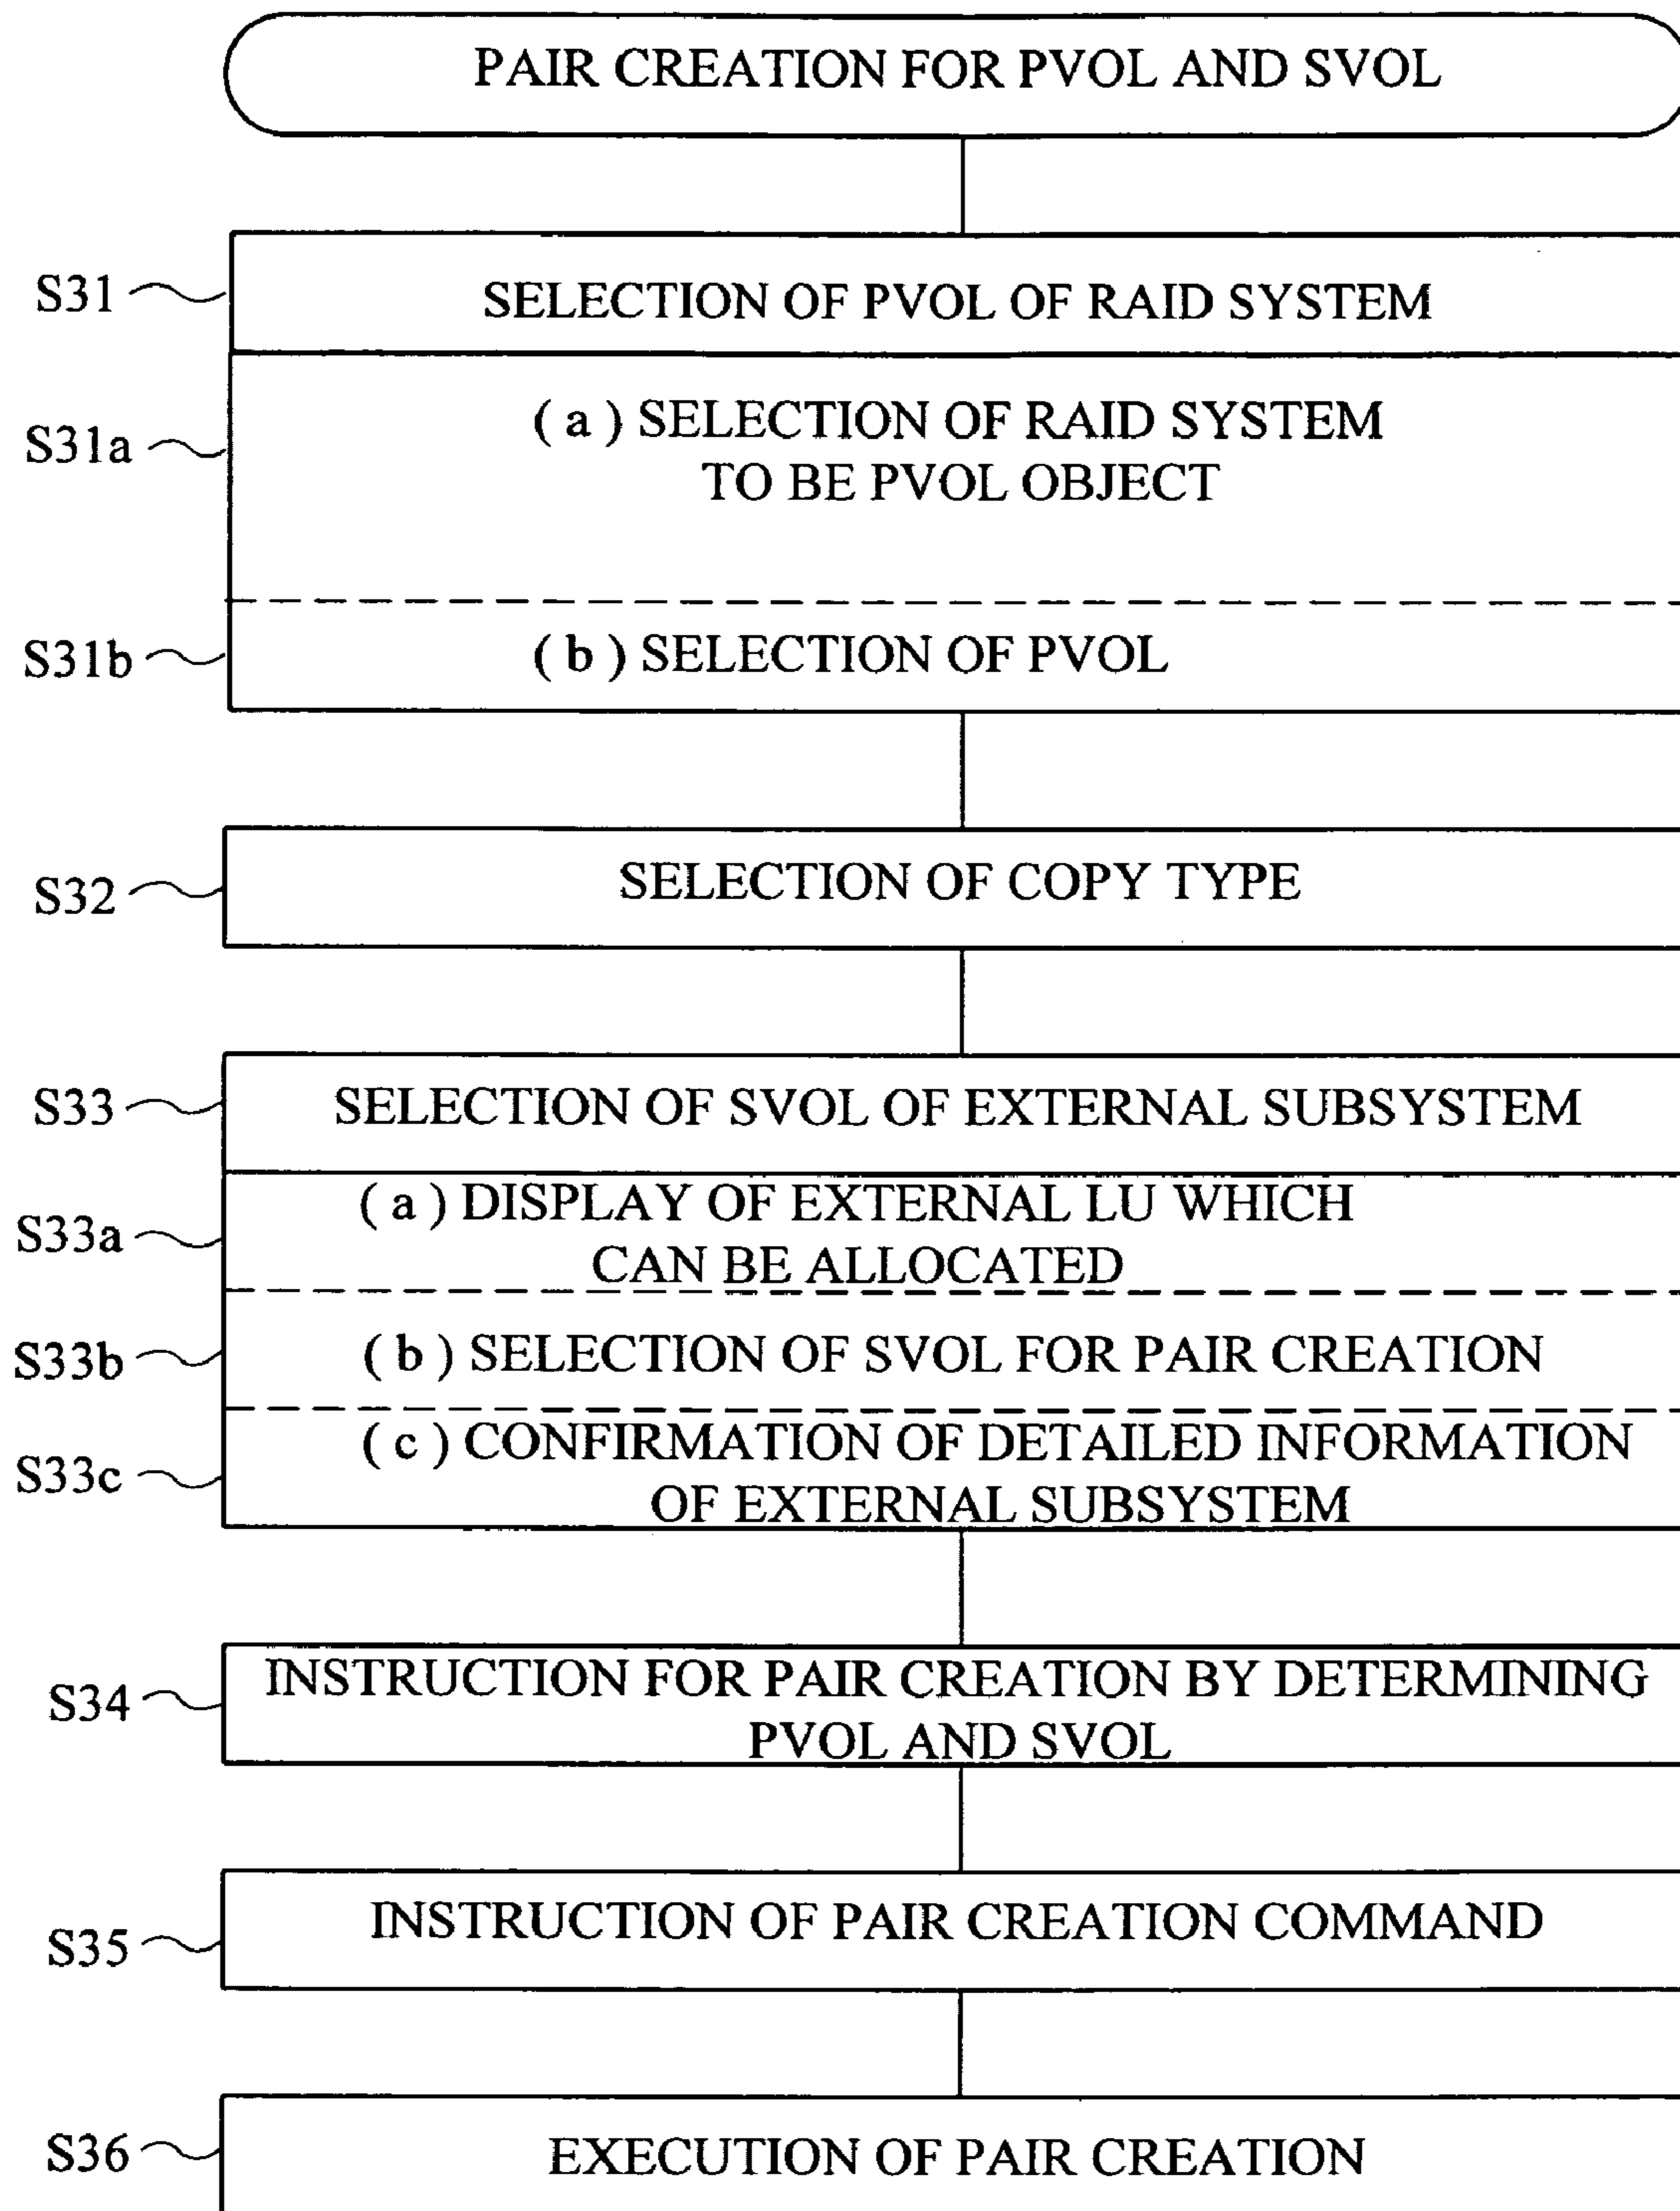 PAIR CREATION FOR PVOL AND SVOL
S31
SELECTION OF PVOL OF RAID SYSTEM
S31a
( a ) SELECTION OF RAID SYSTEM
TO BE PVOL OBJECT
S31b
( b ) SELECTION OF PVOL
S32
SELECTION OF COPY TYPE
S33
SELECTION OF SVOL OF EXTERNAL SUBSYSTEM
S33a
( a ) DISPLAY OF EXTERNAL LU WHICH
CAN BE ALLOCATED
S33b
( b ) SELECTION OF SVOL FOR PAIR CREATION
S33c
( c ) CONFIRMATION OF DETAILED INFORMATION
OF EXTERNAL SUBSYSTEM
S34
INSTRUCTION FOR PAIR CREATION BY DETERMINING
PVOL AND SVOL
S35
INSTRUCTION OF PAIR CREATION COMMAND
S36
EXECUTION OF PAIR CREATION